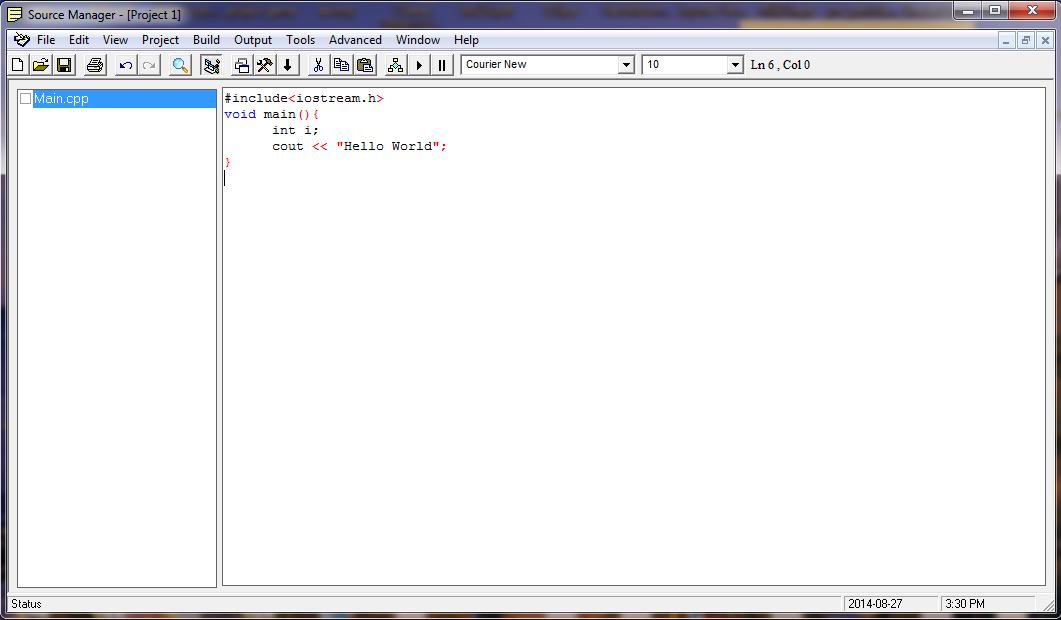 Source Manager - [Project 1]
File Edit View Project Build Output Tools Advanced Window Help
Courier New 10 Ln 6 , Col 0
Main.cpp
#include<iostream.h>
void main(){
int i;
cout << "Hello World";
}
Status 2014-08-27 3:30 PM